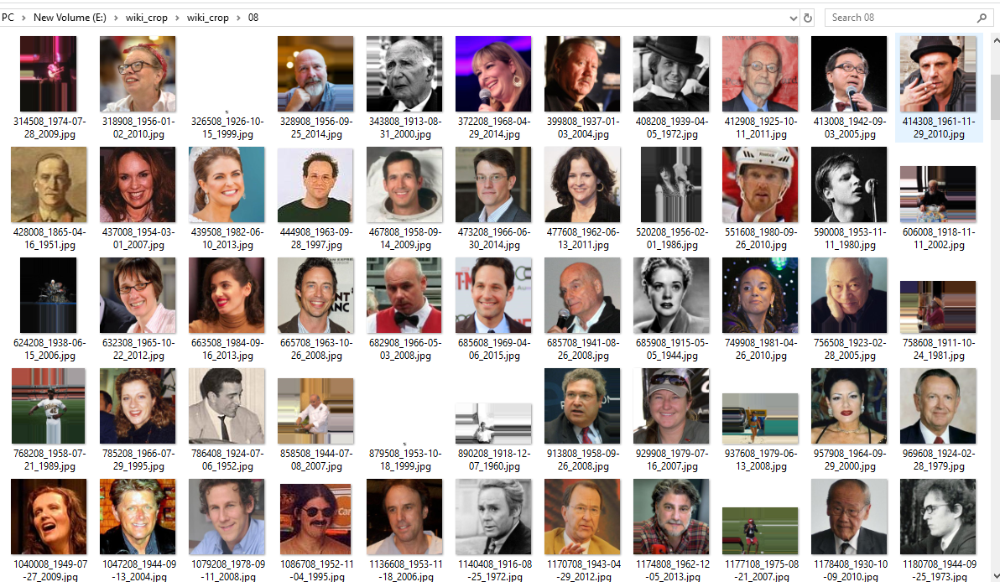 PC > New Volume (E:) > wiki_crop > wiki_crop > 08
Search 08
314508_1974-07-28_2009.jpg
318908_1956-01-02_2010.jpg
326508_1926-10-15_1999.jpg
328908_1956-09-25_2014.jpg
343808_1913-08-31_2000.jpg
372208_1968-04-29_2014.jpg
399808_1937-01-03_2004.jpg
408208_1939-04-05_1972.jpg
412908_1925-10-11_2011.jpg
413008_1942-09-03_2005.jpg
414308_1961-11-29_2010.jpg
428008_1865-04-16_1951.jpg
437008_1954-03-01_2007.jpg
439508_1982-06-10_2013.jpg
444908_1963-09-28_1997.jpg
467808_1958-09-14_2009.jpg
473208_1966-06-30_2014.jpg
477608_1962-06-13_2011.jpg
520208_1956-02-01_1986.jpg
551608_1980-09-26_2010.jpg
590008_1953-11-11_1980.jpg
606008_1918-11-11_2002.jpg
624208_1938-06-15_2006.jpg
632308_1965-10-22_2012.jpg
663508_1984-09-16_2013.jpg
665708_1963-10-26_2008.jpg
682908_1966-05-03_2008.jpg
685608_1969-04-06_2015.jpg
685708_1941-08-26_2008.jpg
685908_1915-05-05_1944.jpg
749908_1981-04-26_2010.jpg
756508_1923-02-28_2005.jpg
758608_1911-10-24_1981.jpg
768208_1958-07-21_1989.jpg
785208_1966-07-29_1995.jpg
786408_1924-07-06_1952.jpg
858508_1944-07-08_2007.jpg
879508_1953-10-18_1999.jpg
890208_1918-12-07_1960.jpg
913808_1958-09-26_2008.jpg
929908_1979-07-16_2007.jpg
937608_1979-06-13_2008.jpg
957908_1964-09-29_2000.jpg
969608_1924-02-28_1979.jpg
1040008_1949-07-27_2009.jpg
1047208_1944-09-13_2004.jpg
1079208_1978-09-11_2008.jpg
1086708_1952-11-04_1995.jpg
1136608_1953-11-18_2006.jpg
1140408_1916-08-25_1972.jpg
1170708_1943-04-29_2012.jpg
1174808_1962-12-05_2013.jpg
1177108_1975-08-21_2007.jpg
1178408_1930-10-09_2010.jpg
1180708_1944-09-25_1973.jpg